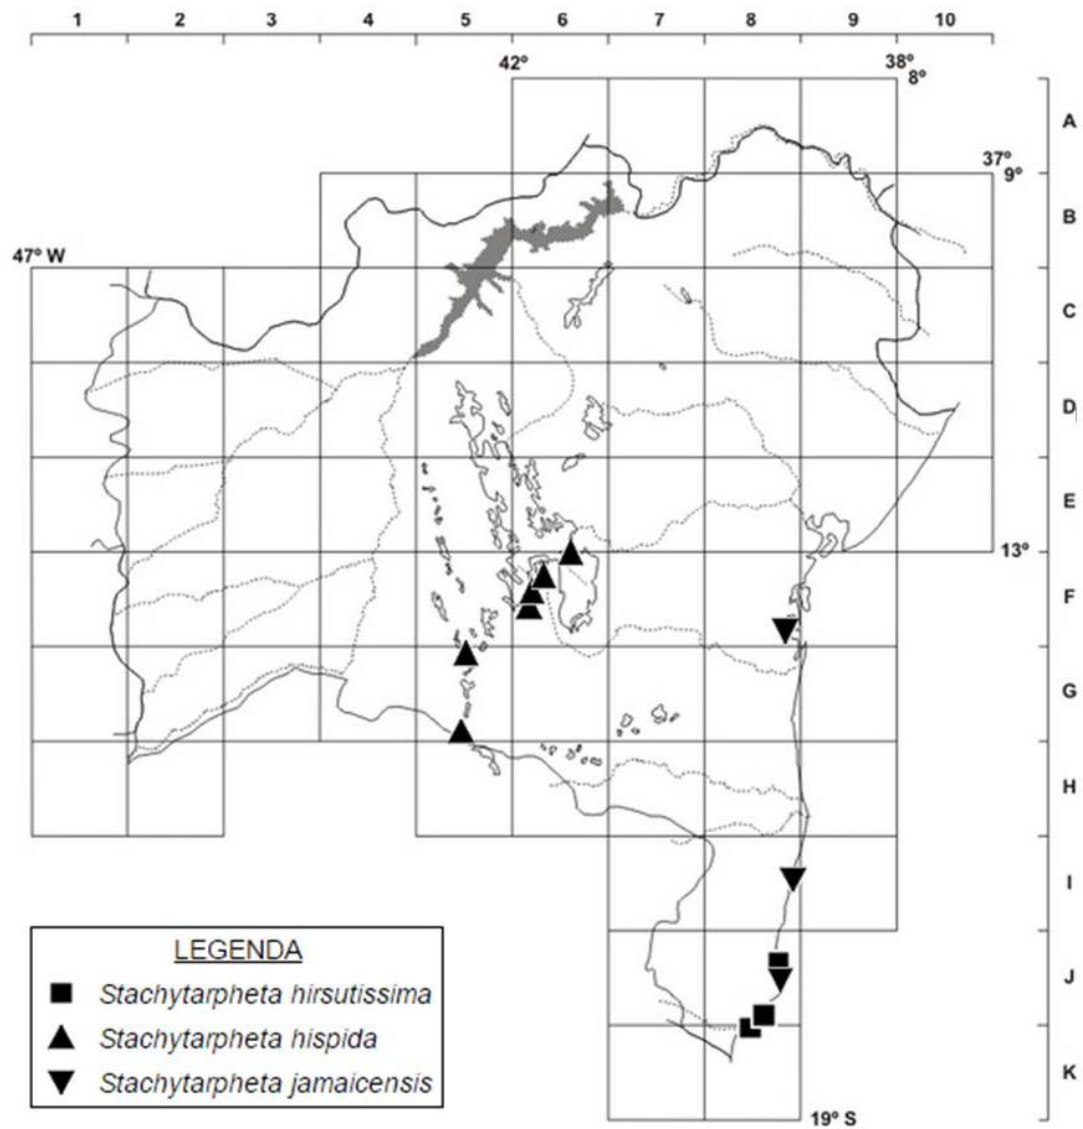 1 2 3 4 5 6 7 8 9 10
42° 38°
8°
A
37°
9°
B
47° W
C
D
E
13°
F
G
H
I
LEGENDA
Stachytarpheta hirsutissima
J
Stachytarpheta hispida
Stachytarpheta jamaicensis
K
19° S